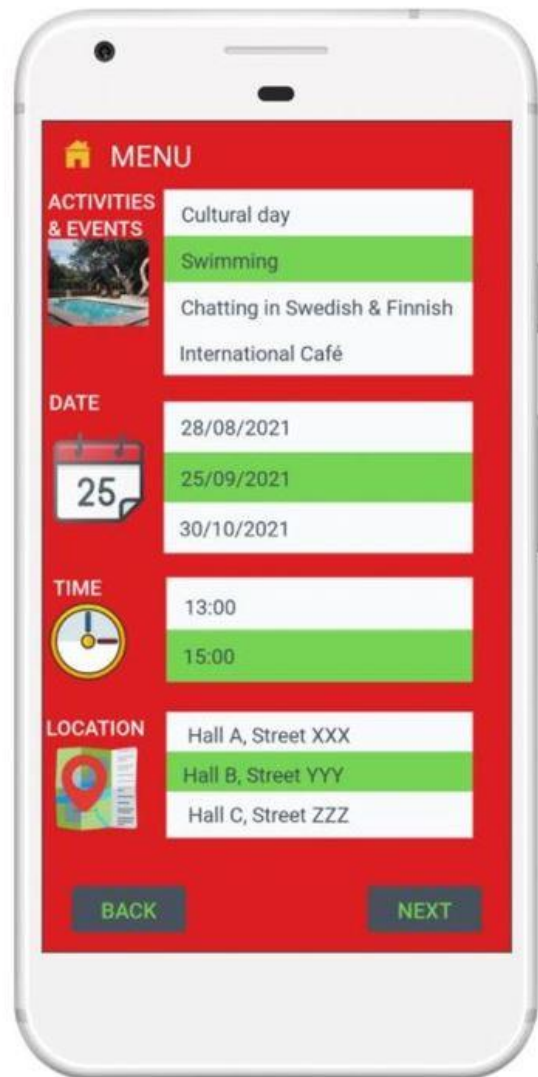 MENU
ACTIVITIES
& EVENTS
Cultural day
Swimming
Chatting in Swedish & Finnish
International Café
DATE
25
28/08/2021
25/09/2021
30/10/2021
TIME
13:00
15:00
LOCATION
Hall A, Street XXX
Hall B, Street YYY
Hall C, Street ZZZ
BACK
NEXT